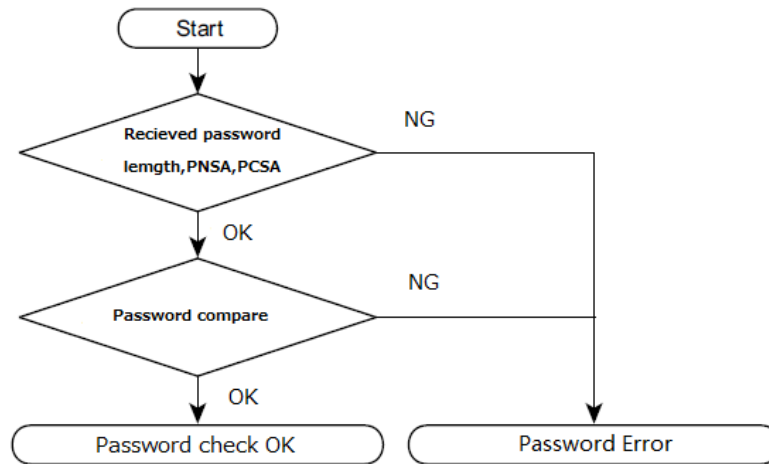 Start
Recieved password
lemgth,PNSA,PCSA
NG
OK
Password compare
NG
OK
Password check OK
Password Error